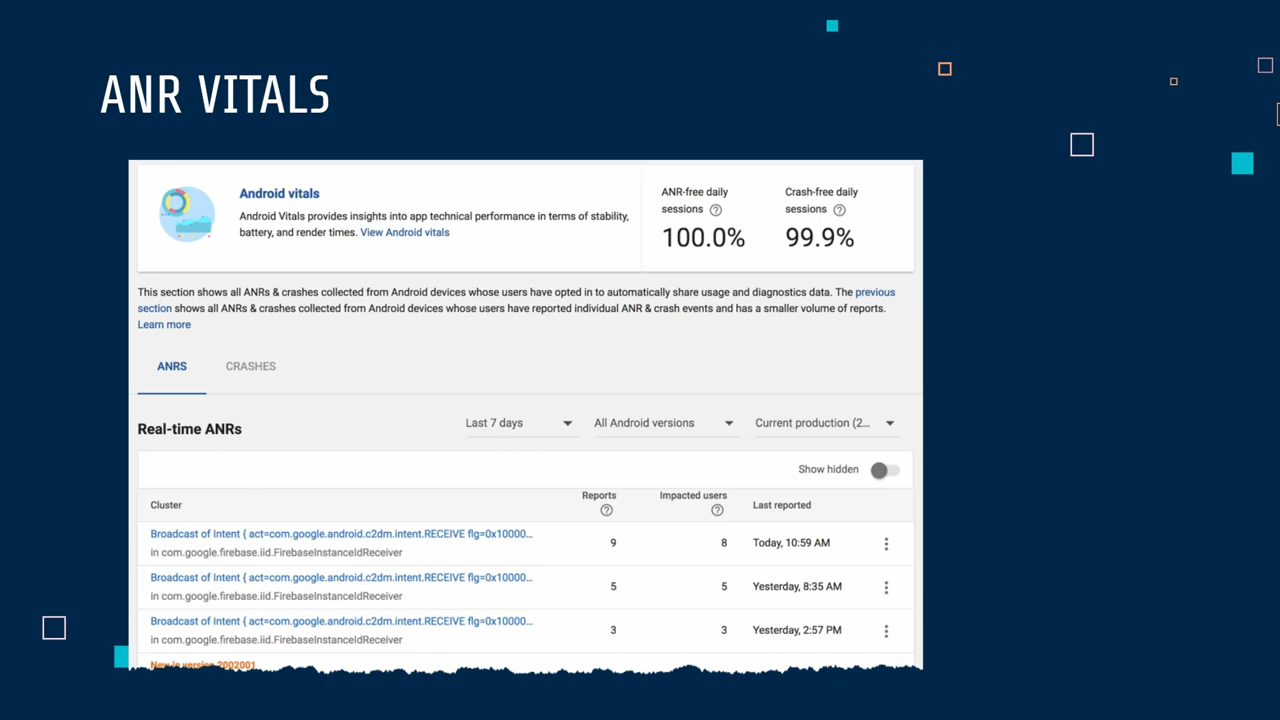 ANR VITALS
Android vitals
Android Vitals provides insights into app technical performance in terms of stability,
battery, and render times. View Android vitals
ANR-free daily
sessions
100.0%
Crash-free daily
sessions
99.9%
This section shows all ANRs & crashes collected from Android devices whose users have opted in to automatically share usage and diagnostics data. The previous
section shows all ANRs & crashes collected from Android devices whose users have reported individual ANR & crash events and has a smaller volume of reports.
Learn more
ANRS CRASHES
Real-time ANRs
Last 7 days All Android versions Current production (2...
Show hidden
Cluster Reports Impacted users Last reported
Broadcast of Intent { act=com.google.android.c2dm.intent.RECEIVE flg=0x10000...
in com.google.firebase.iid.FirebaseInstanceIdReceiver
9 8 Today, 10:59 AM
Broadcast of Intent { act=com.google.android.c2dm.intent.RECEIVE flg=0x10000...
in com.google.firebase.iid.FirebaseInstanceIdReceiver
5 5 Yesterday, 8:35 AM
Broadcast of Intent { act=com.google.android.c2dm.intent.RECEIVE flg=0x10000...
in com.google.firebase.iid.FirebaseInstanceIdReceiver
3 3 Yesterday, 2:57 PM
New in version 2002001